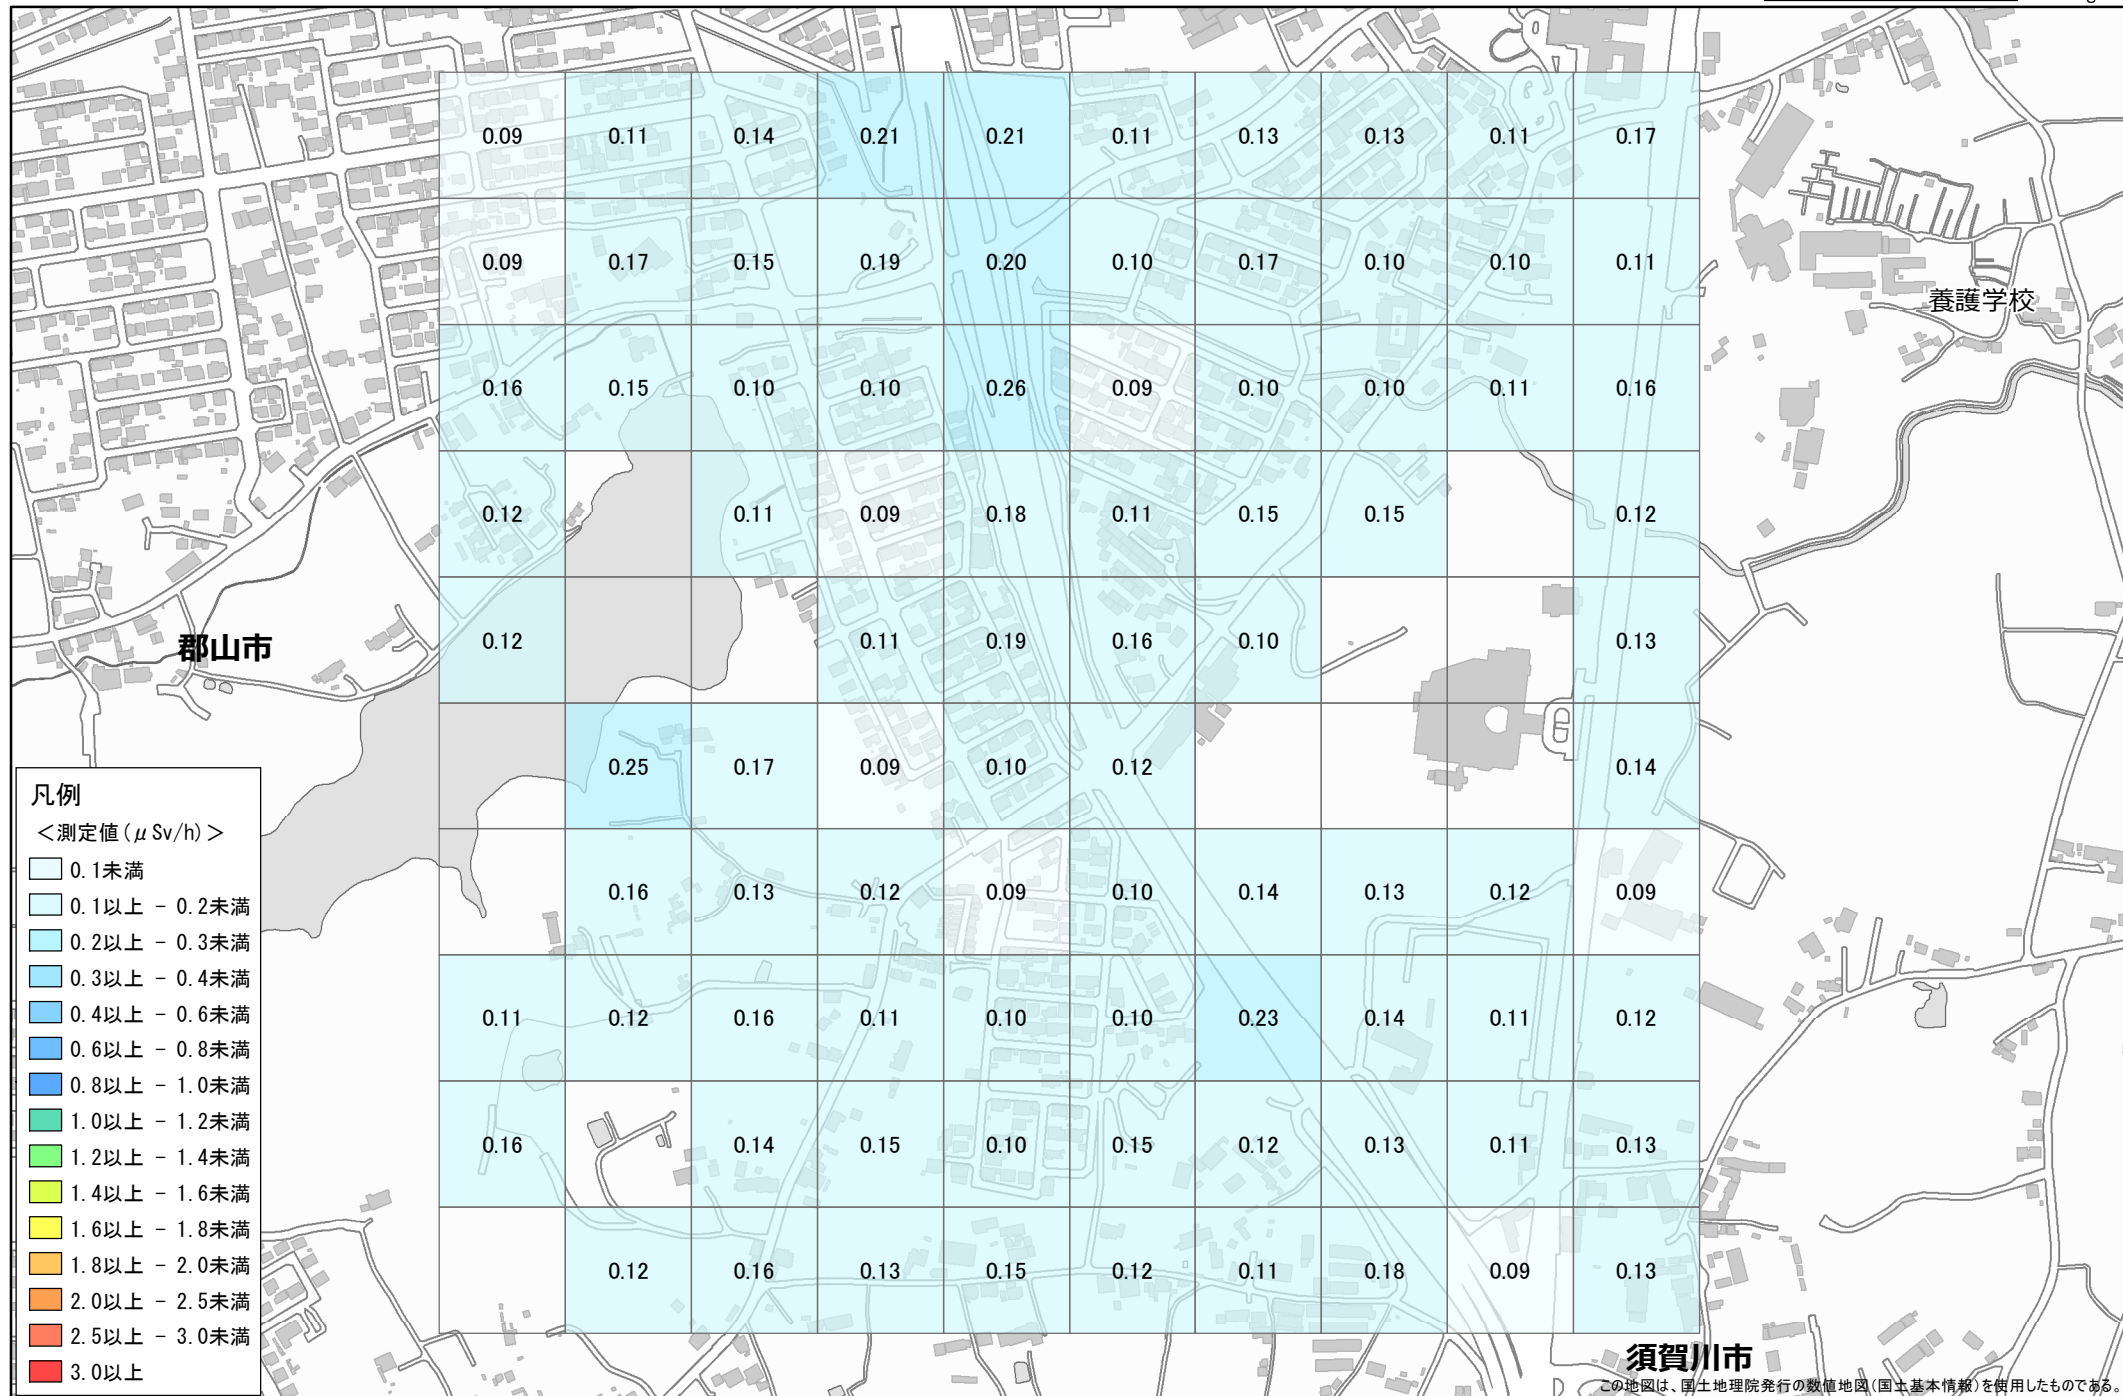 0.09 0.11 0.14 0.21 0.21 0.11 0.13 0.13 0.11 0.17
0.09 0.17 0.15 0.19 0.20 0.10 0.17 0.10 0.10 0.11
養護学校
0.16 0.15 0.10 0.10 0.26 0.09 0.10 0.10 0.11 0.16
0.12 0.11 0.09 0.18 0.11 0.15 0.15 0.12
郡山市
0.12 0.11 0.19 0.16 0.10 0.13
0.25 0.17 0.09 0.10 0.12 0.14
0.16 0.13 0.12 0.09 0.10 0.14 0.13 0.12 0.09
0.11 0.12 0.16 0.11 0.10 0.10 0.23 0.14 0.11 0.12
0.16 0.14 0.15 0.10 0.15 0.12 0.13 0.11 0.13
0.12 0.16 0.13 0.15 0.12 0.11 0.18 0.09 0.13
凡例
＜測定値(μSv/h)＞
0.1未満
0.1以上 － 0.2未満
0.2以上 － 0.3未満
0.3以上 － 0.4未満
0.4以上 － 0.6未満
0.6以上 － 0.8未満
0.8以上 － 1.0未満
1.0以上 － 1.2未満
1.2以上 － 1.4未満
1.4以上 － 1.6未満
1.6以上 － 1.8未満
1.8以上 － 2.0未満
2.0以上 － 2.5未満
2.5以上 － 3.0未満
3.0以上
須賀川市
この地図は、国土地理院発行の数値地図(国土基本情報)を使用したものである。